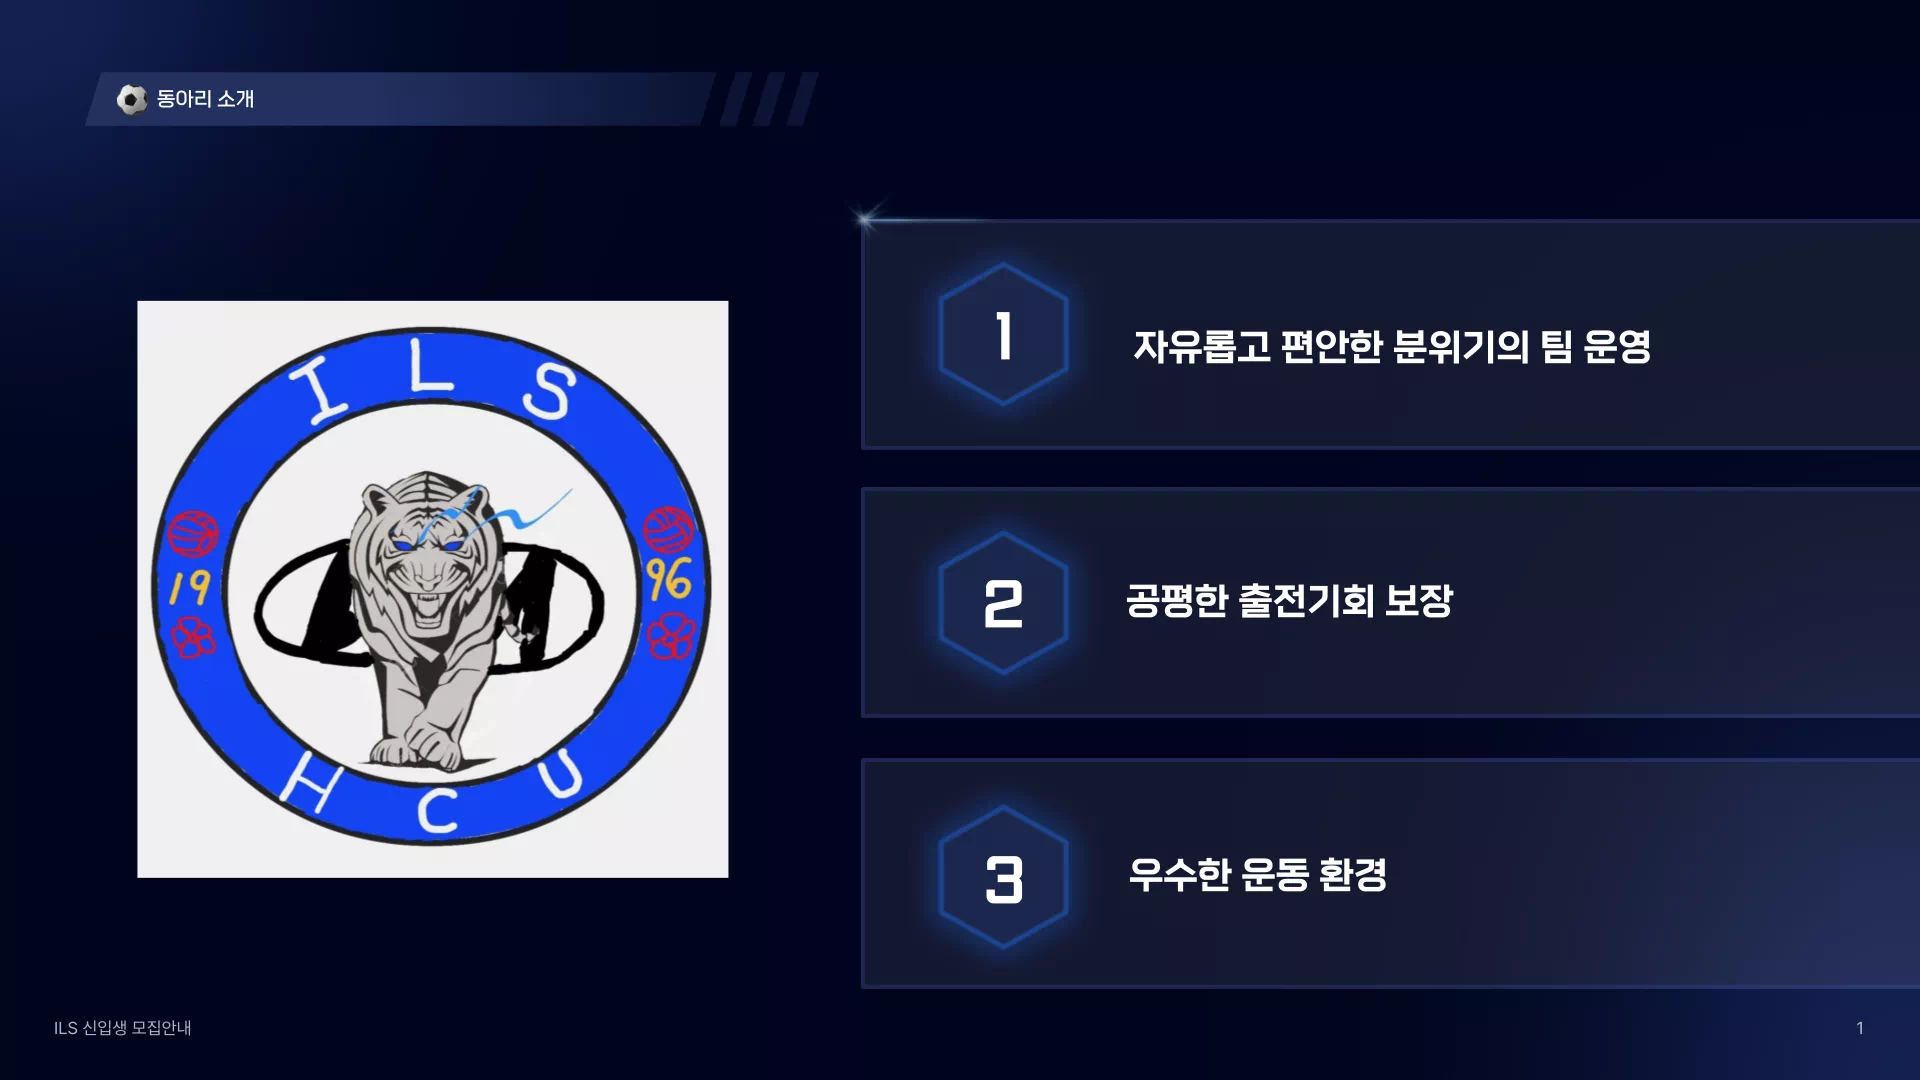 동아리 소개
I L S
19
96
H C U
1
자유롭고 편안한 분위기의 팀 운영
2
공평한 출전기회 보장
3
우수한 운동 환경
ILS 신입생 모집안내
1